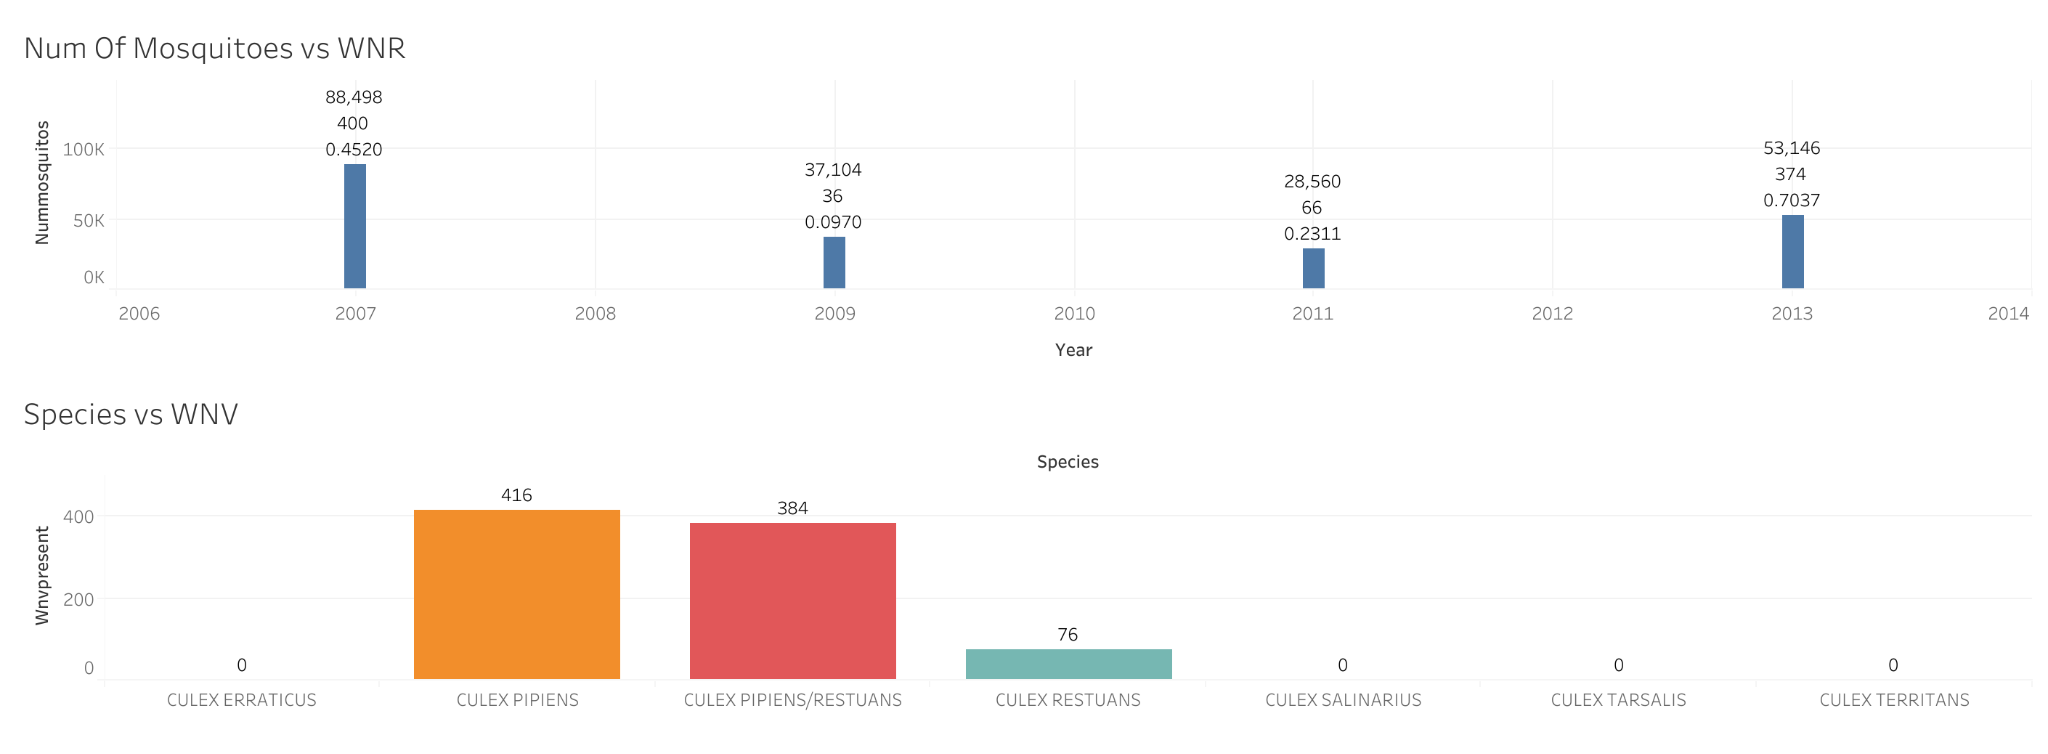 Num Of Mosquitoes vs WNR
Nummosquitos
100K
50K
0K
88,498
400
0.4520
37,104
36
0.0970
28,560
66
0.2311
53,146
374
0.7037
2006 2007 2008 2009 2010 2011 2012 2013 2014
Year
Species vs WNV
Species
Wnvpresent
400
200
0
0 416 384 76 0 0 0
CULEX ERRATICUS CULEX PIPIENS CULEX PIPIENS/RESTUANS CULEX RESTUANS CULEX SALINARIUS CULEX TARSALIS CULEX TERRITANS